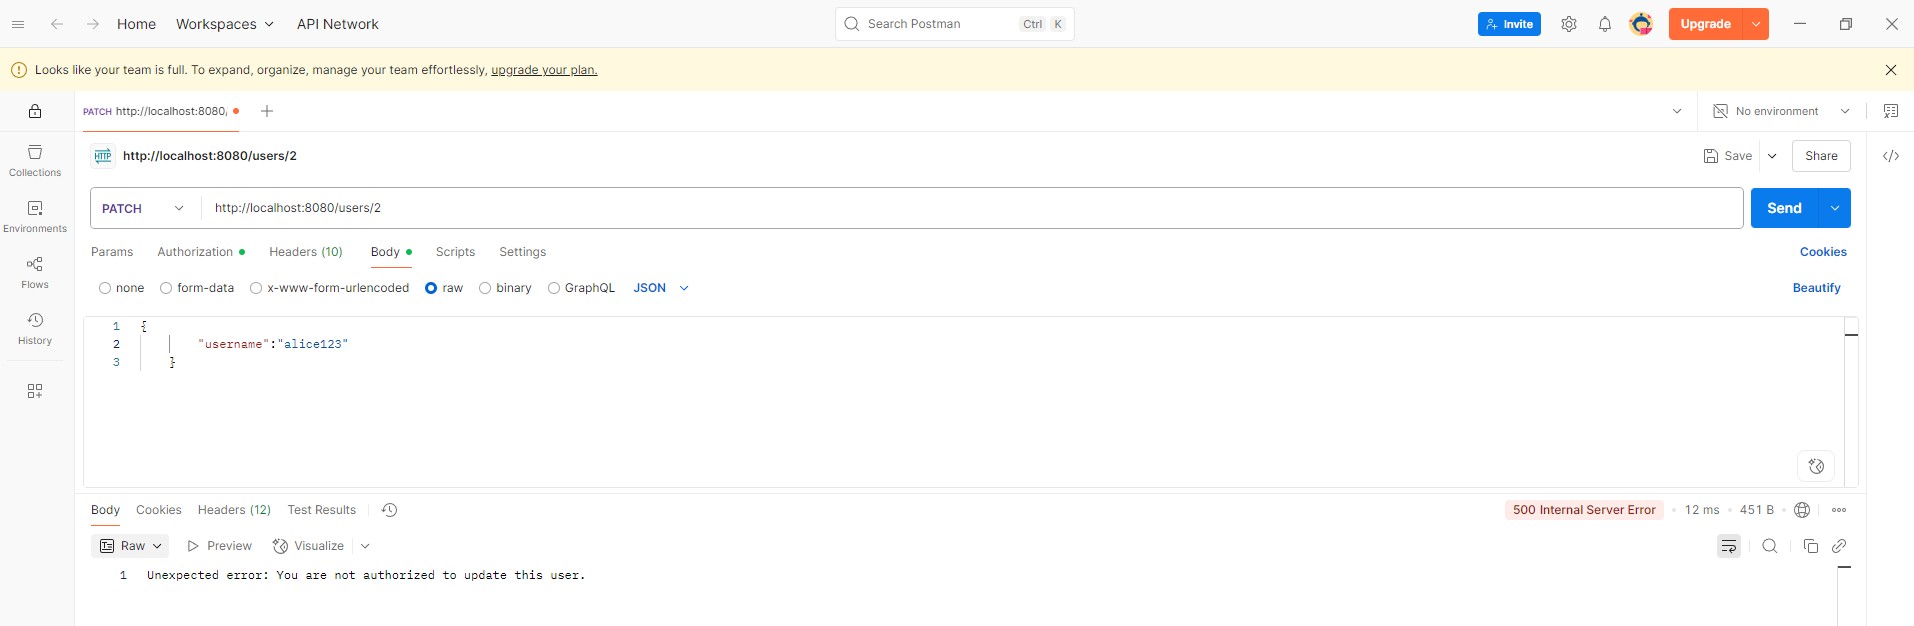 Home Workspaces API Network Search Postman Ctrl K Invite Upgrade
Looks like your team is full. To expand, organize, manage your team effortlessly, upgrade your plan.
PATCH http://localhost:8080/ No environment
HTTP http://localhost:8080/users/2 Save Share
Collections
PATCH http://localhost:8080/users/2 Send
Environments
Params Authorization Headers (10) Body Scripts Settings Cookies
Flows
none form-data x-www-form-urlencoded raw binary GraphQL JSON Beautify
History
1 {
2 "username":"alice123"
3 }
Body Cookies Headers (12) Test Results 500 Internal Server Error 12 ms 451 B
Raw Preview Visualize
1 Unexpected error: You are not authorized to update this user.